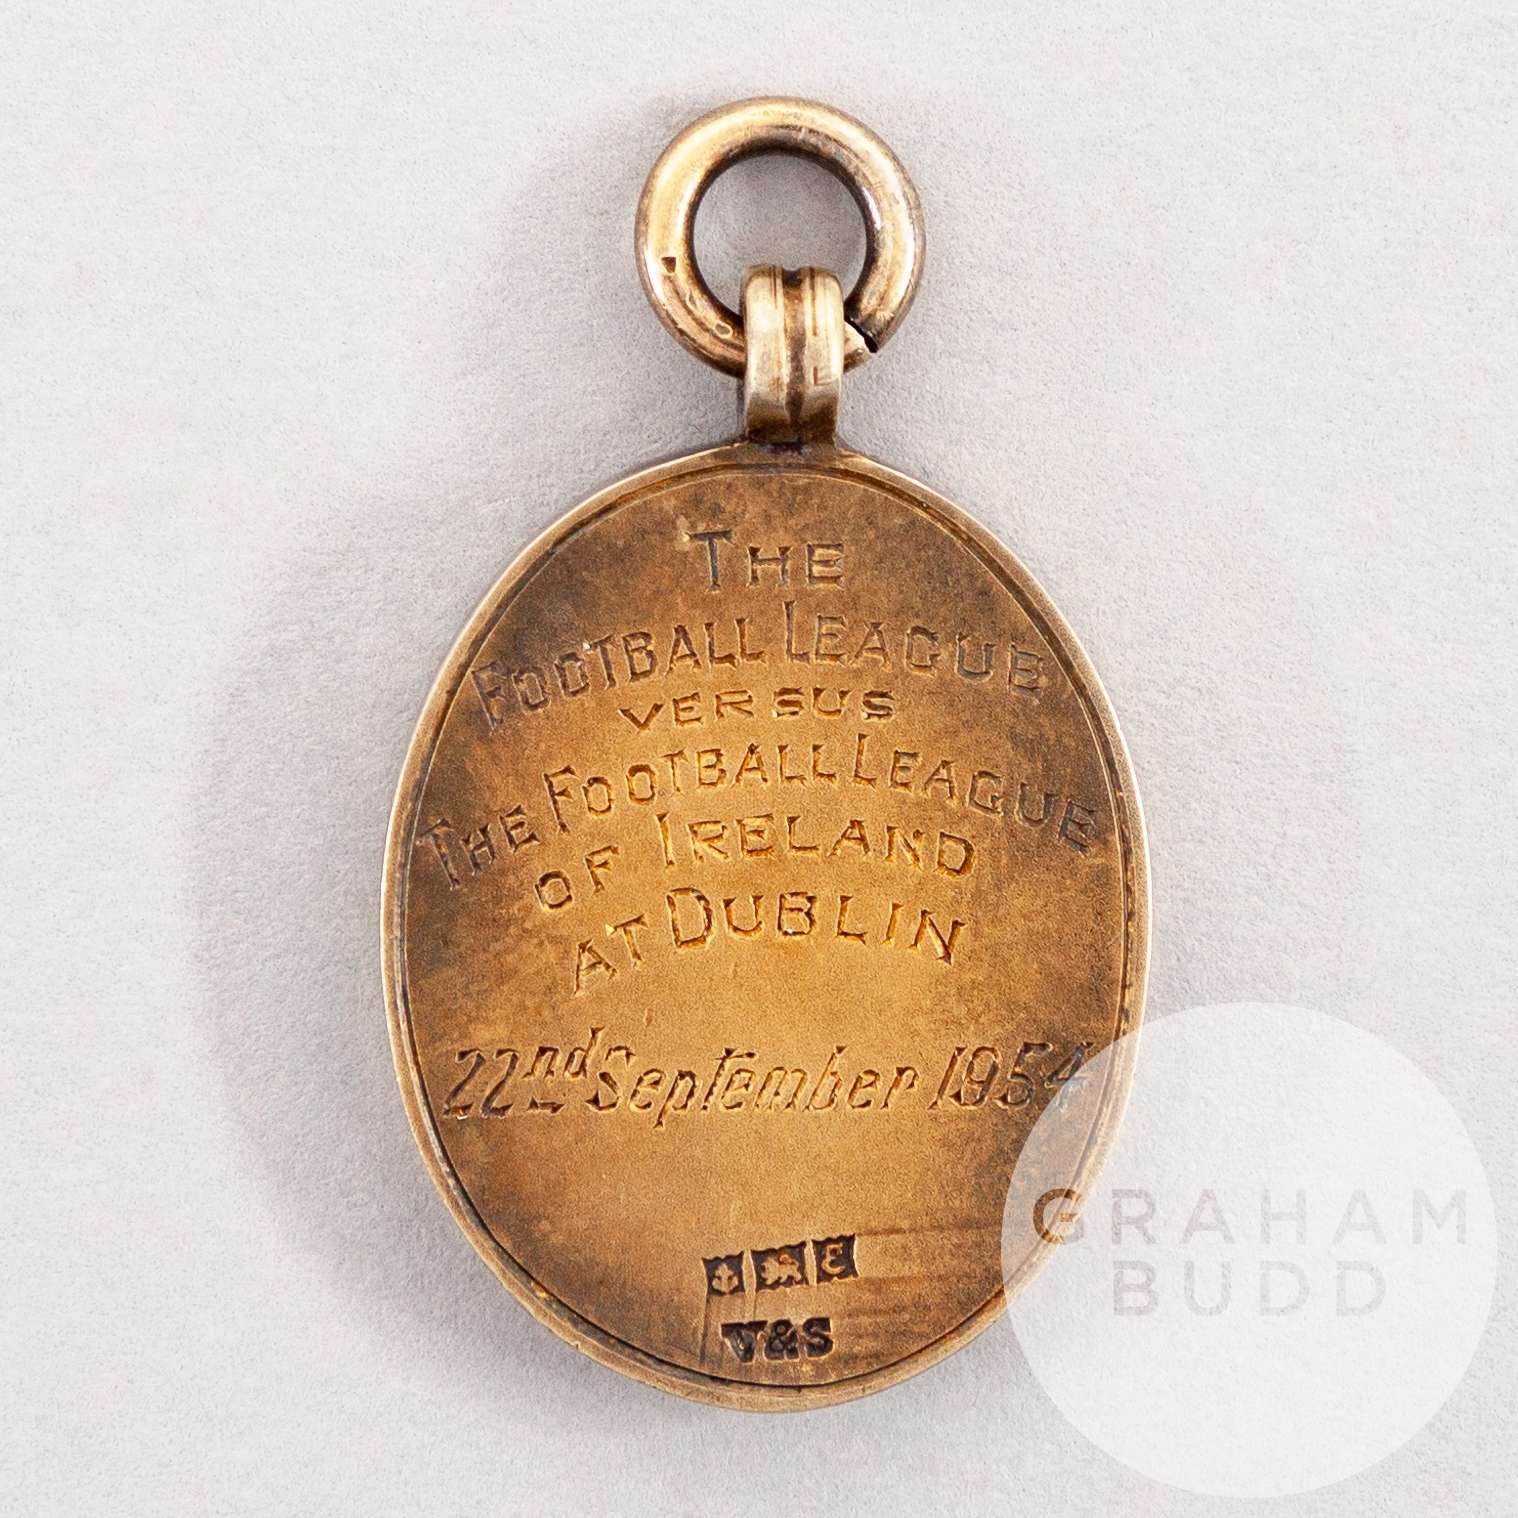 THE
FOOTBALL LEAGUE
VERSUS
THE FOOTBALL LEAGUE
OF IRELAND
AT DUBLIN
22nd September 1954
V&S
GRAHAM
BUDD